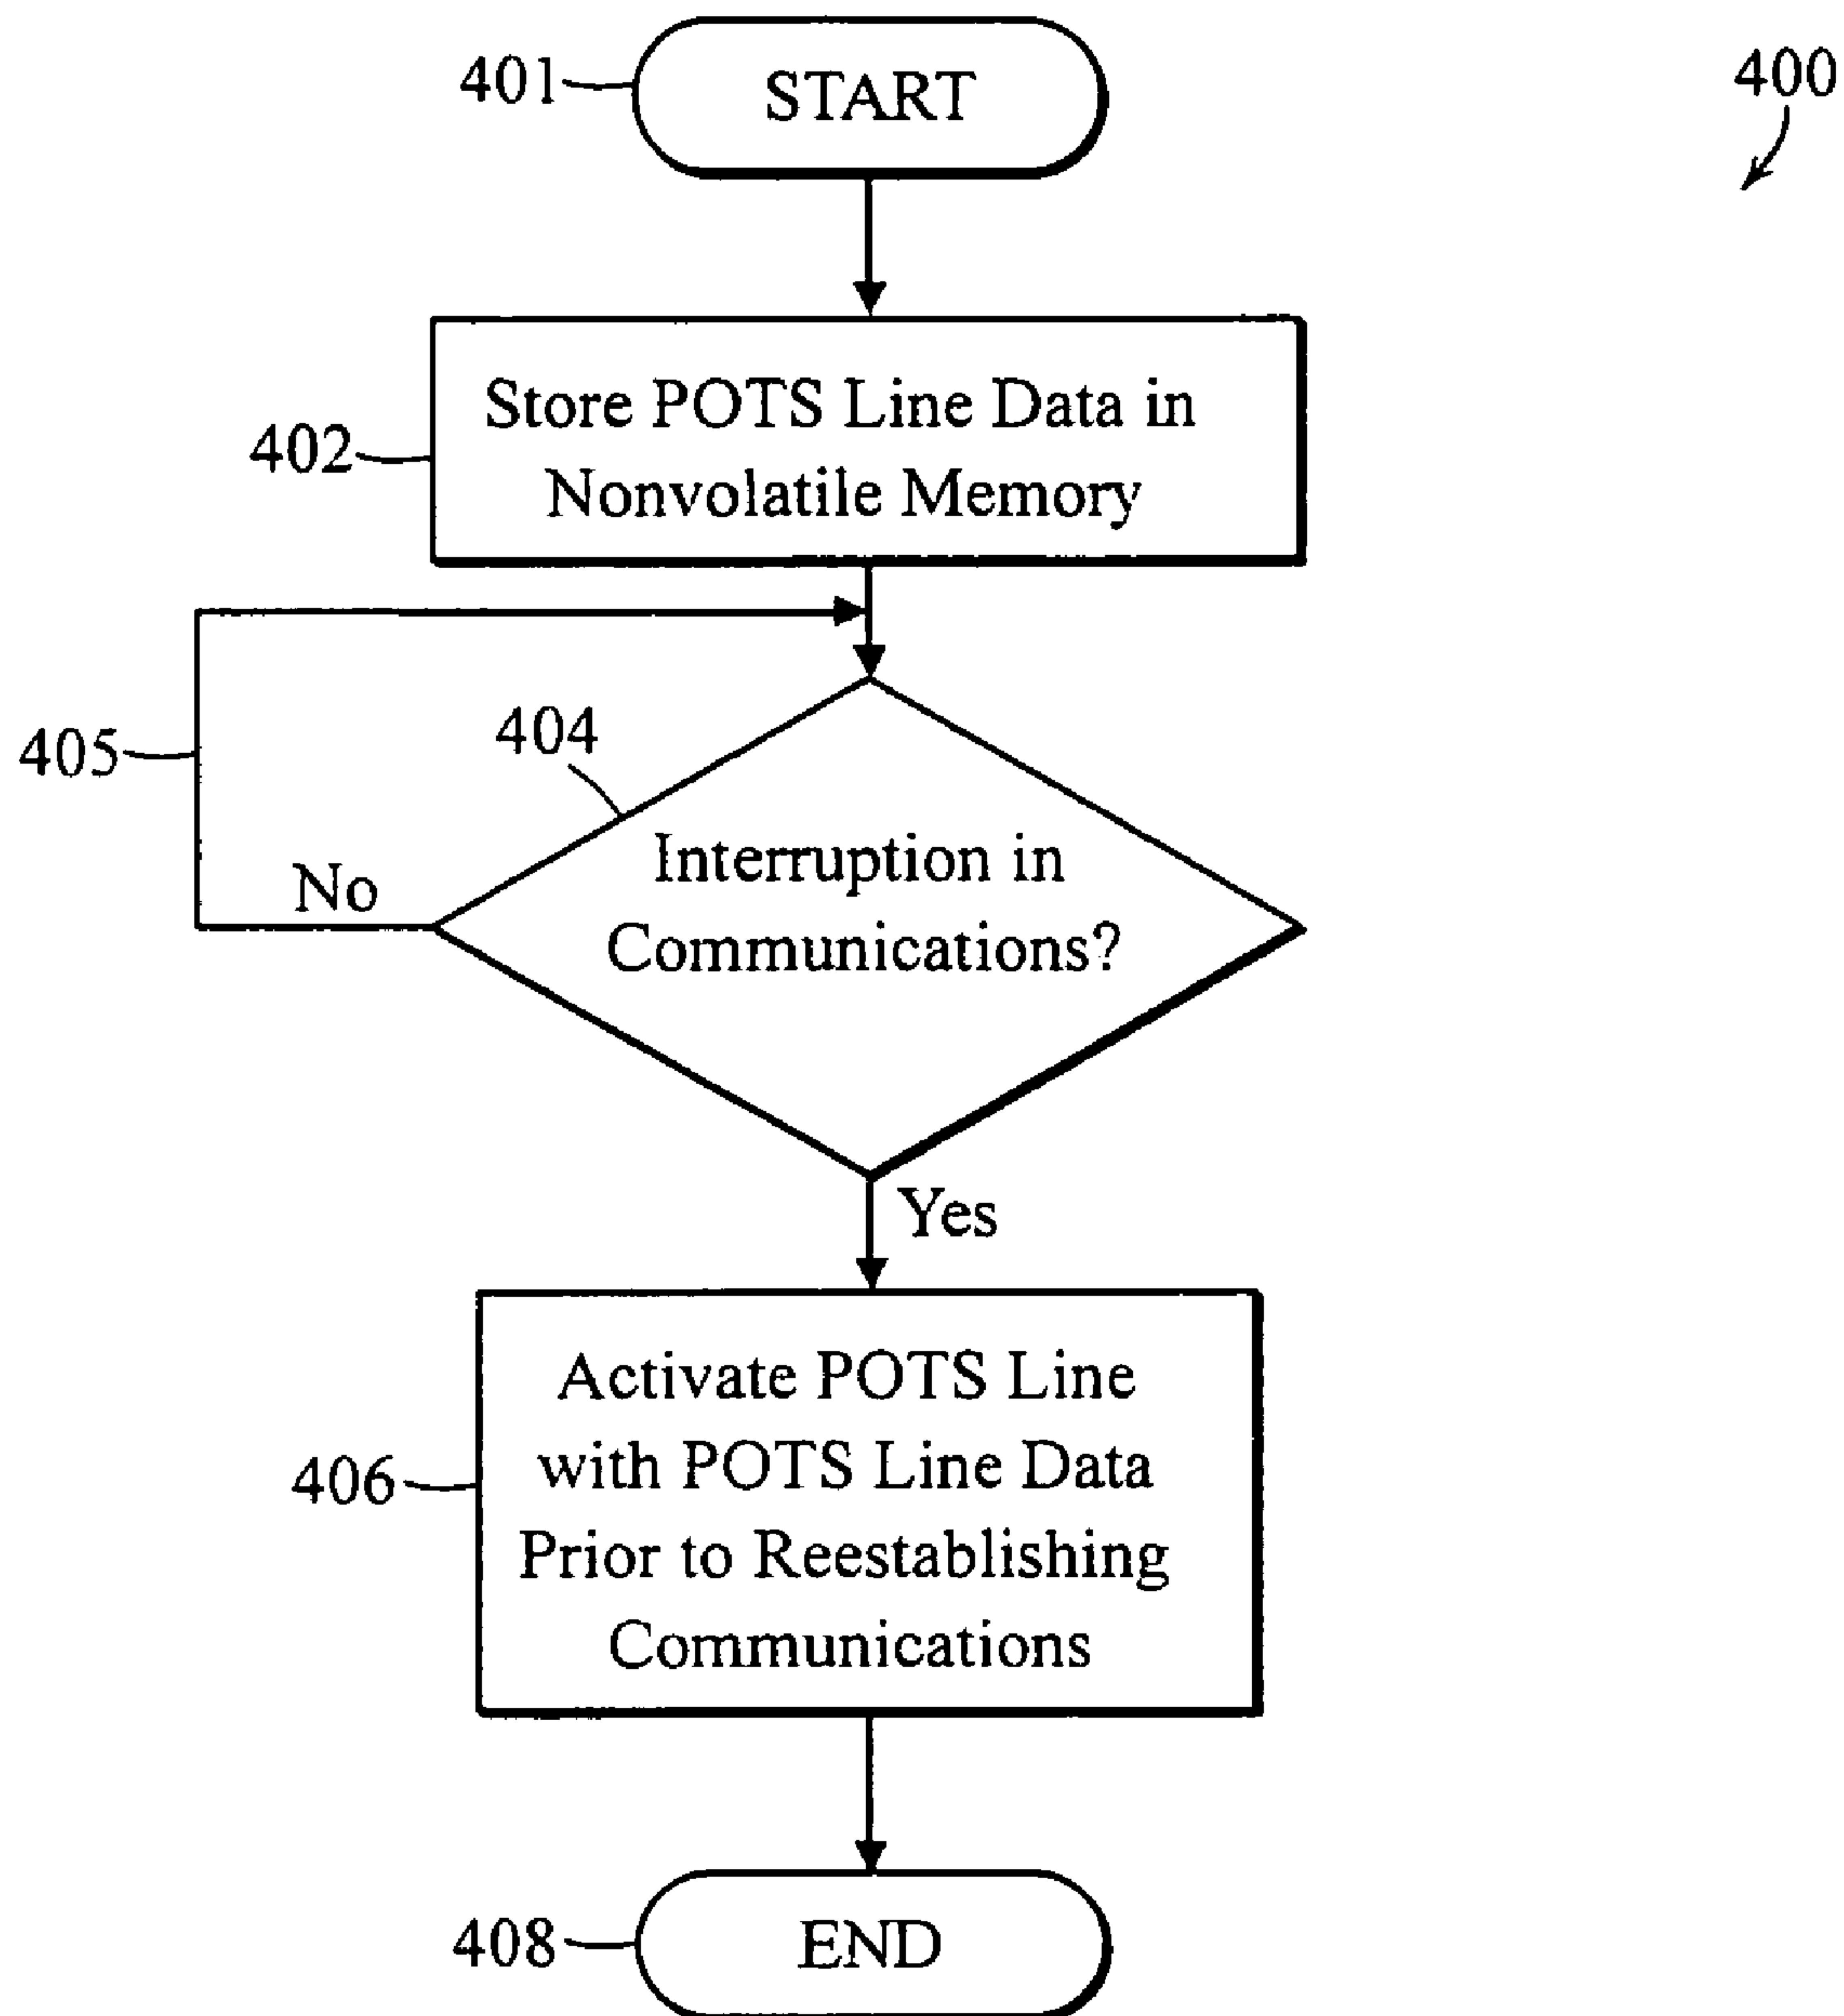 401
START
400
402
Store POTS Line Data in
Nonvolatile Memory
405
404
Interruption in
Communications?
No
Yes
406
Activate POTS Line
with POTS Line Data
Prior to Reestablishing
Communications
408
END